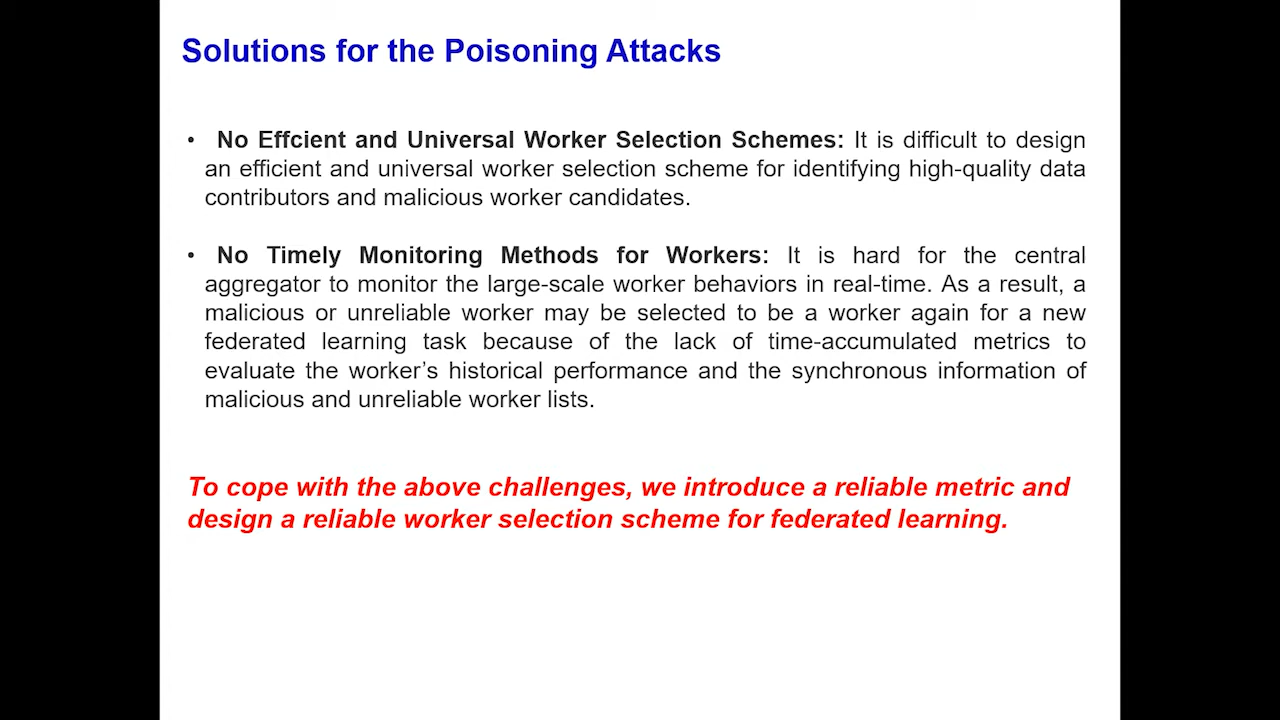 Solutions for the Poisoning Attacks
• No Effcient and Universal Worker Selection Schemes: It is difficult to design
an efficient and universal worker selection scheme for identifying high-quality data
contributors and malicious worker candidates.
• No Timely Monitoring Methods for Workers: It is hard for the central
aggregator to monitor the large-scale worker behaviors in real-time. As a result, a
malicious or unreliable worker may be selected to be a worker again for a new
federated learning task because of the lack of time-accumulated metrics to
evaluate the worker’s historical performance and the synchronous information of
malicious and unreliable worker lists.
To cope with the above challenges, we introduce a reliable metric and
design a reliable worker selection scheme for federated learning.